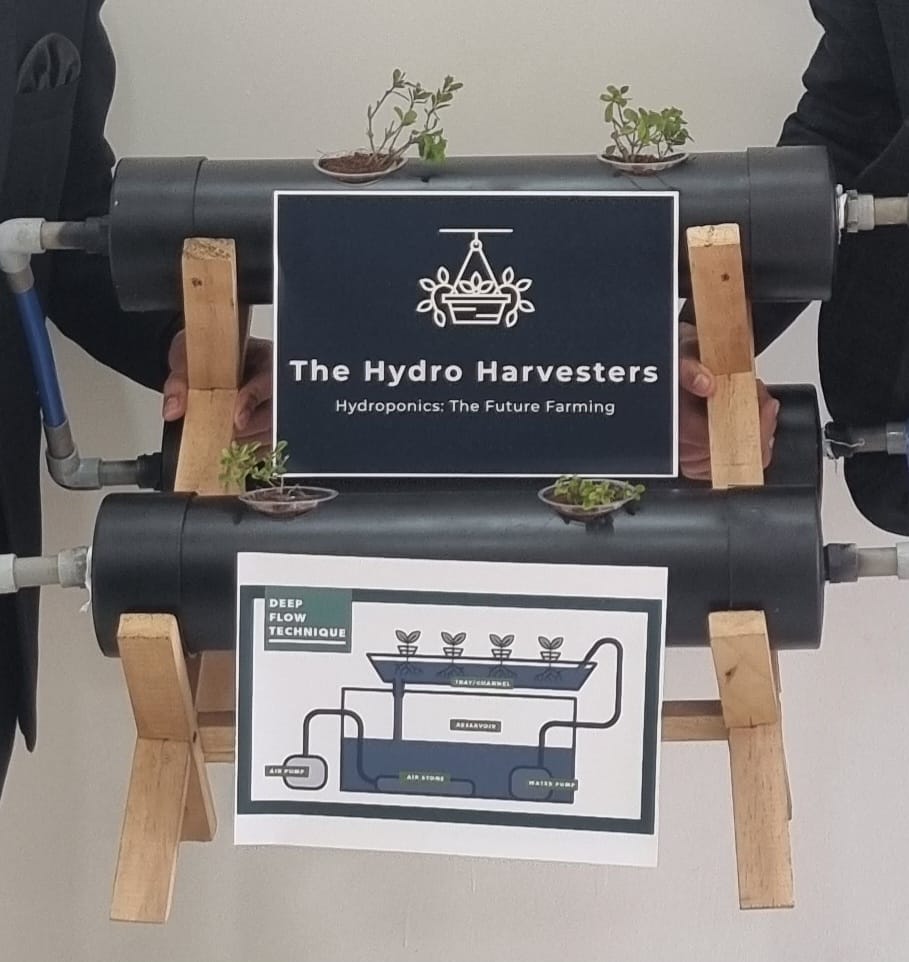 The Hydro Harvesters
Hydroponics: The Future Farming
DEEP
FLOW
TECHNIQUE
TRAY/CHANNEL
RESERVOIR
AIR PUMP
AIR STONE
WATER PUMP